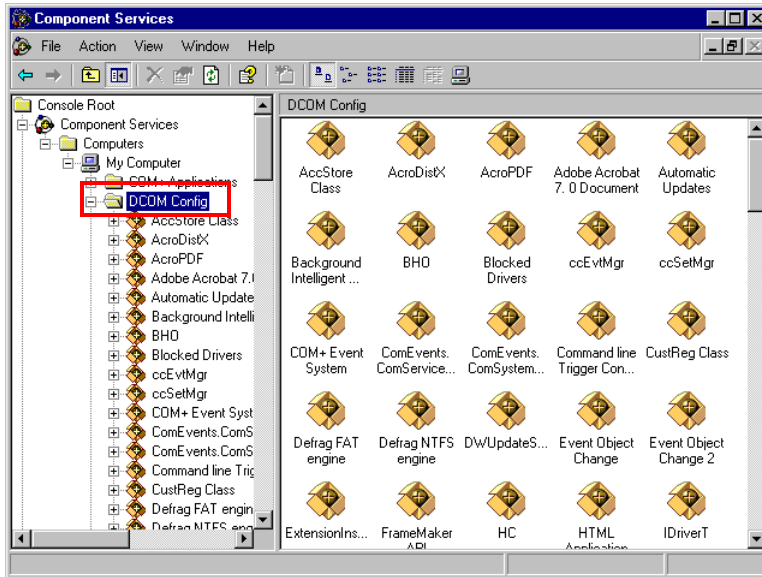 Component Services
File Action View Window Help
Console Root
Component Services
Computers
My Computer
COM+ Applications
DCOM Config
AccStore Class
AcroDistX
AcroPDF
Adobe Acrobat 7.(
Automatic Update
Background Intelli
BHO
Blocked Drivers
ccEvtMgr
ccSetMgr
COM+ Event Syst
ComEvents.ComS
ComEvents.ComS
Command line Trig
CustReg Class
Defrag FAT engin
Defrag NTFS eng
DCOM Config
AccStore Class
AcroDistX
AcroPDF
Adobe Acrobat 7. 0 Document
Automatic Updates
Background Intelligent ...
BHO
Blocked Drivers
ccEvtMgr
ccSetMgr
COM+ Event System
ComEvents. ComService...
ComEvents. ComSystem...
Command line Trigger Con...
CustReg Class
Defrag FAT engine
Defrag NTFS engine
DWUpdateS...
Event Object Change
Event Object Change 2
ExtensionIns...
FrameMaker API
HC
HTML Application
IDriverT